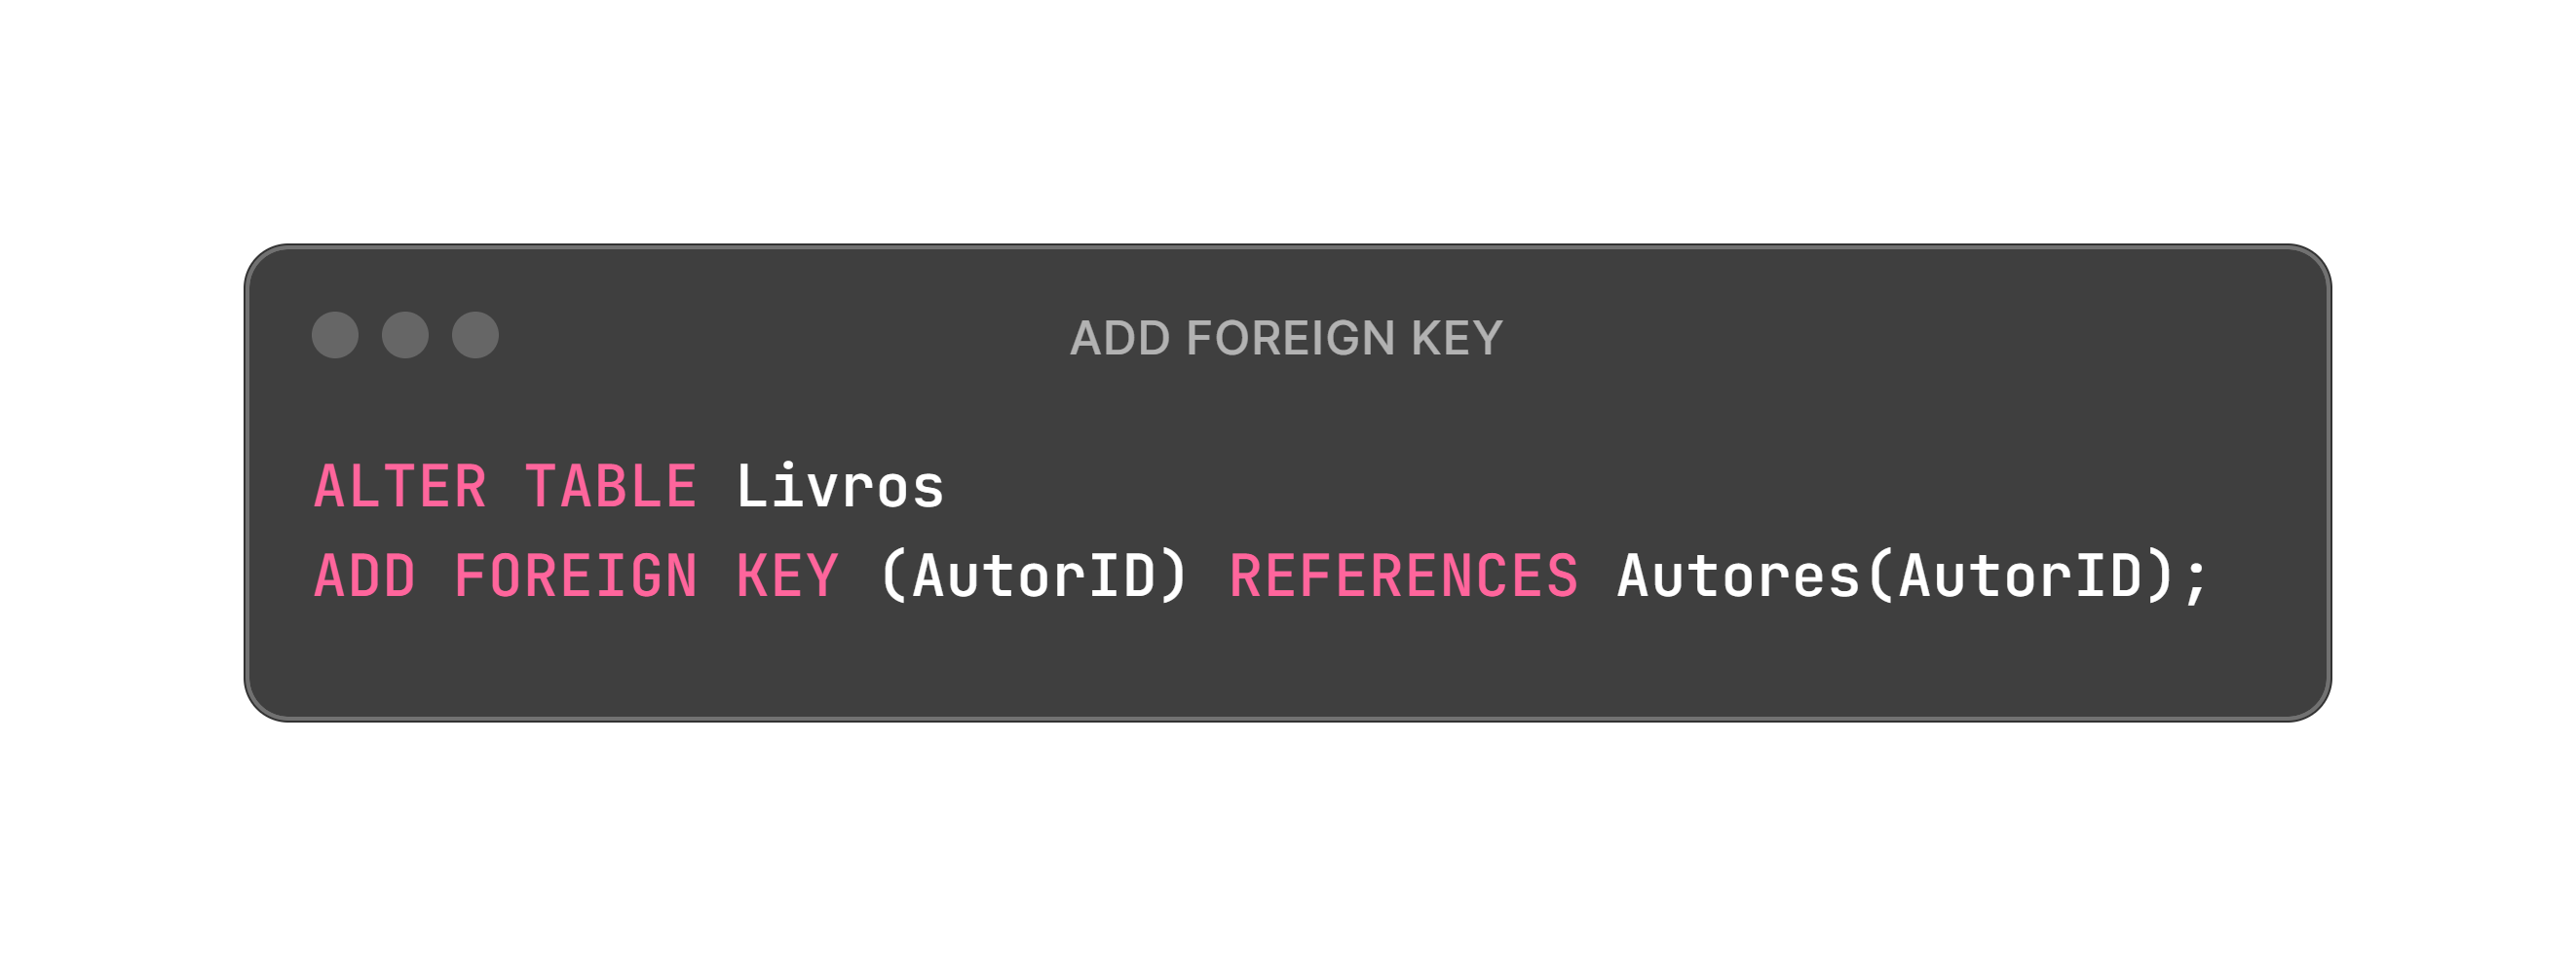 ADD FOREIGN KEY
ALTER TABLE Livros
ADD FOREIGN KEY (AutorID) REFERENCES Autores(AutorID);